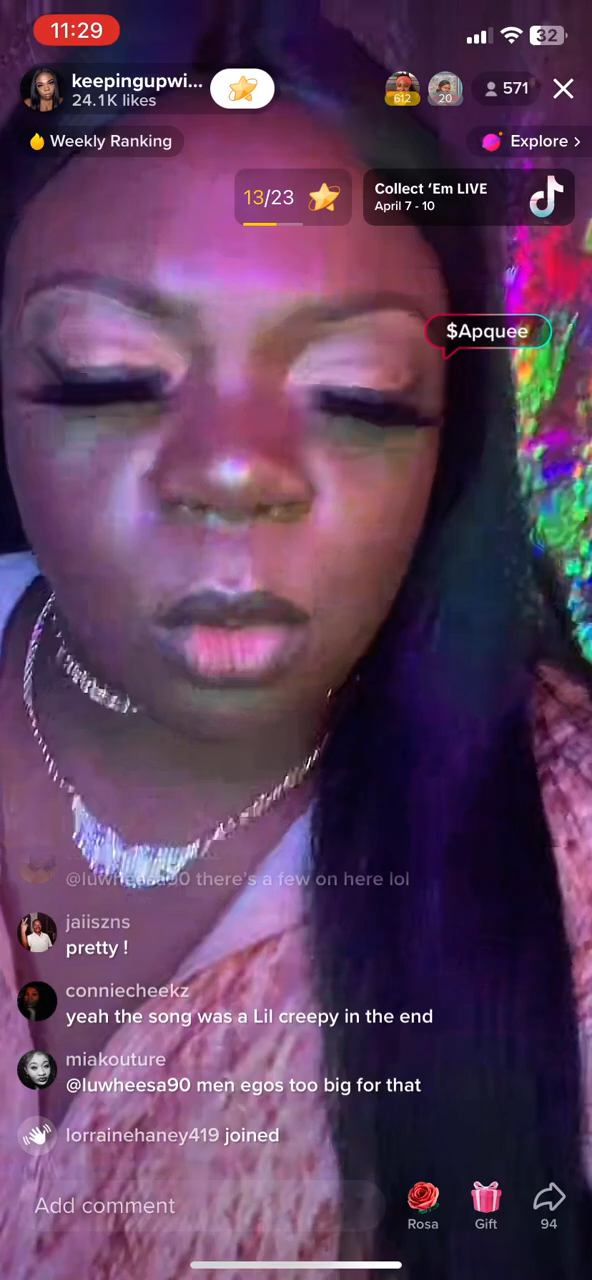 11:29
32
keepingupwi...
24.1K likes
612
20
571
Weekly Ranking
Explore >
13/23
Collect ‘Em LIVE
April 7 - 10
$Apquee
@luwheesa90 there's a few on here lol
jaiiszns
pretty !
conniecheekz
yeah the song was a Lil creepy in the end
miakouture
@luwheesa90 men egos too big for that
lorrainehaney419 joined
Add comment
Rosa
Gift
94